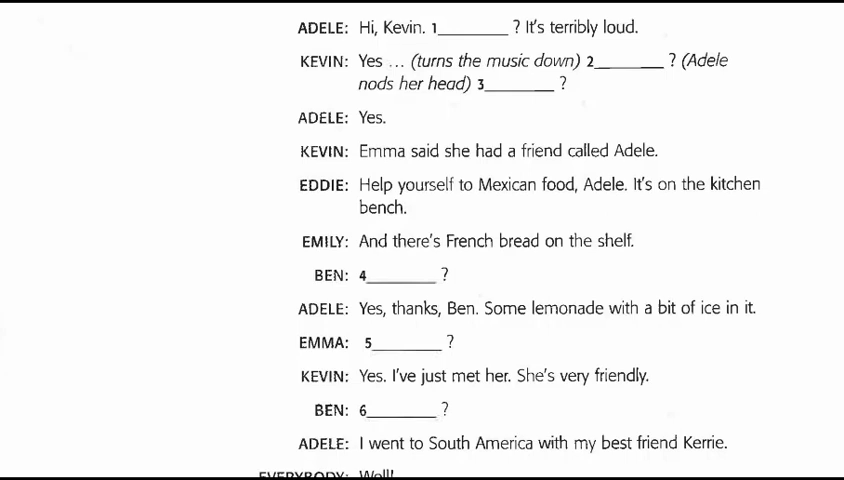 ADELE: Hi, Kevin. 1________ ? It's terribly loud.
KEVIN: Yes ... (turns the music down) 2________ ? (Adele
nods her head) 3________ ?
ADELE: Yes.
KEVIN: Emma said she had a friend called Adele.
EDDIE: Help yourself to Mexican food, Adele. It's on the kitchen
bench.
EMILY: And there's French bread on the shelf.
BEN: 4________ ?
ADELE: Yes, thanks, Ben. Some lemonade with a bit of ice in it.
EMMA: 5________ ?
KEVIN: Yes. I've just met her. She's very friendly.
BEN: 6________ ?
ADELE: I went to South America with my best friend Kerrie.
EVERYBODY: Well!